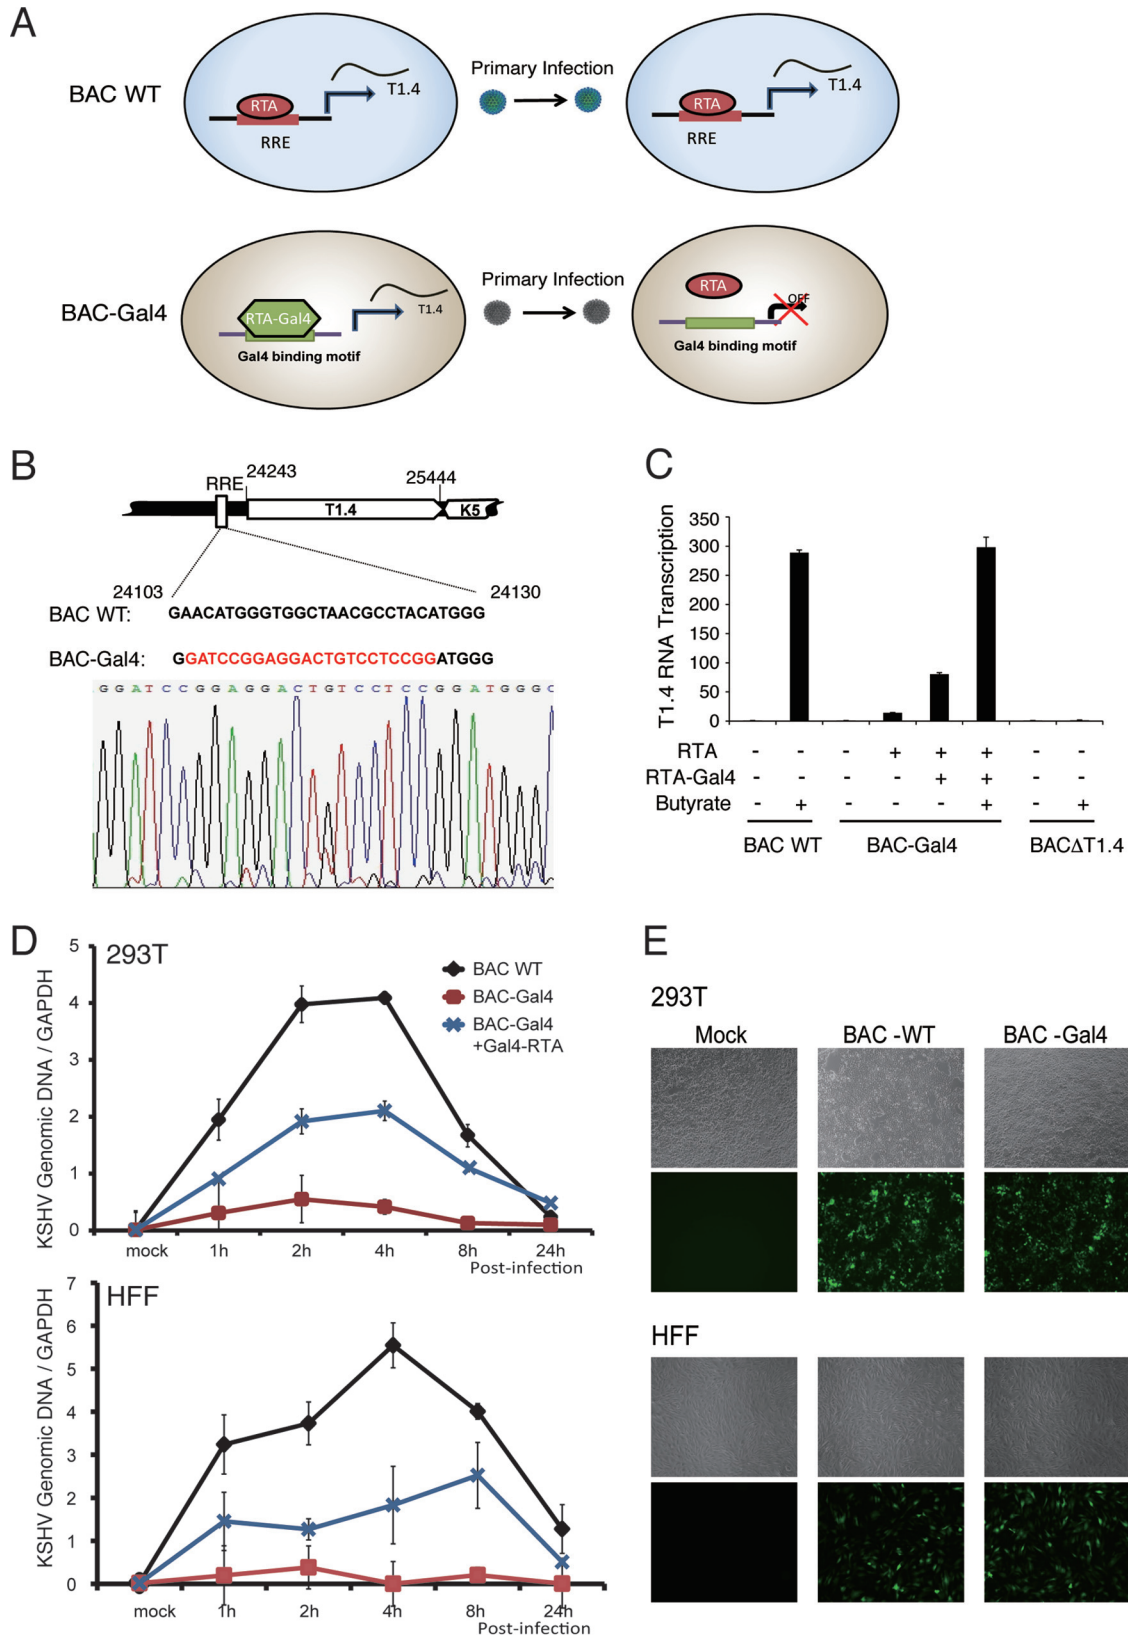 A
BAC WT
RTA
RRE
T1.4
Primary Infection
RTA
RRE
T1.4
BAC-Gal4
RTA-Gal4
T1.4
Gal4 binding motif
Primary Infection
RTA
OFF
Gal4 binding motif
B
RRE
24243
25444
T1.4
K5
24103
24130
BAC WT: GAACATGGGTGGCTAACGCCTACATGGG
BAC-Gal4: GGATCCGGAGGACTGTCCTCCGGATGGG
GGATCCGGAGGACTGTCCTCCGGATGGGC
C
T1.4 RNA Transcription
350
300
250
200
150
100
50
0
RTA - - - + + + - -
RTA-Gal4 - - - - + + - -
Butyrate - + - - - + - +
BAC WT BAC-Gal4 BACΔT1.4
D
293T
KSHV Genomic DNA / GAPDH
5
4
3
2
1
0
BAC WT
BAC-Gal4
BAC-Gal4
+Gal4-RTA
mock 1h 2h 4h 8h 24h
Post-infection
HFF
KSHV Genomic DNA / GAPDH
7
6
5
4
3
2
1
0
mock 1h 2h 4h 8h 24h
Post-infection
E
293T
Mock BAC -WT BAC -Gal4
HFF